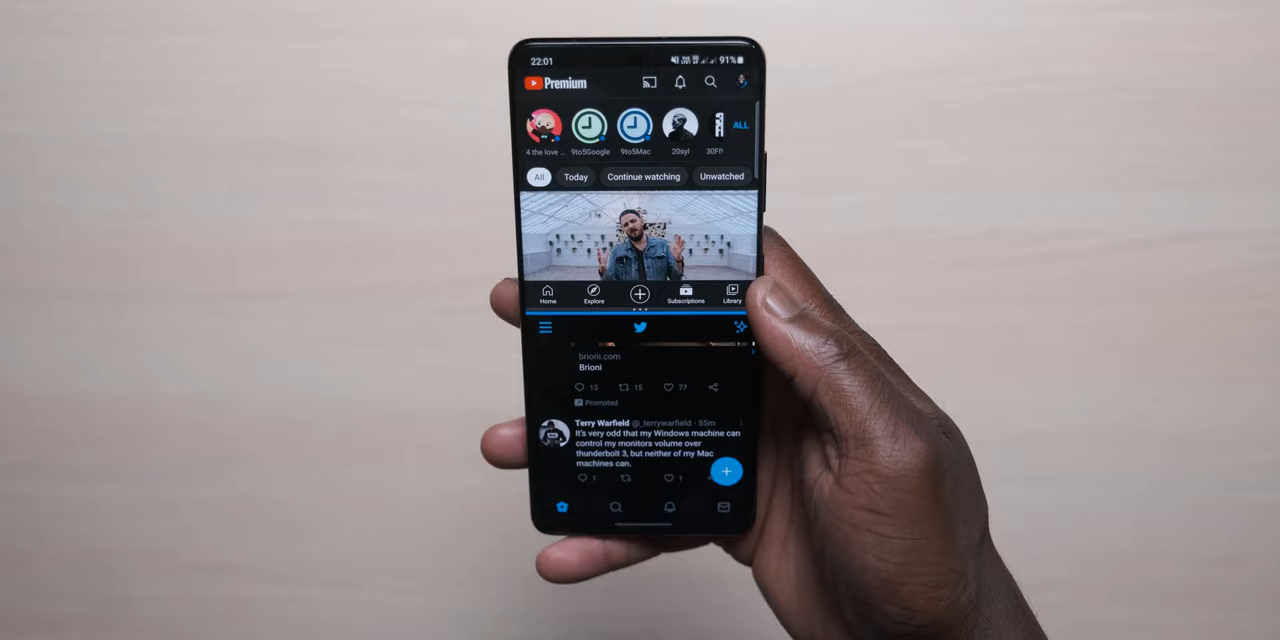 22:01
91%
Premium
4 the love ...
9to5Google
9to5Mac
20syl
ALL
All
Today
Continue watching
Unwatched
Home
Explore
Subscriptions
Library
brioni.com
Brioni
13
15
77
Promoted
Terry Warfield @_terrywarfield · 55m
It's very odd that my Windows machine can
control my monitors volume over
thunderbolt 3, but neither of my Mac
machines can.
1
1